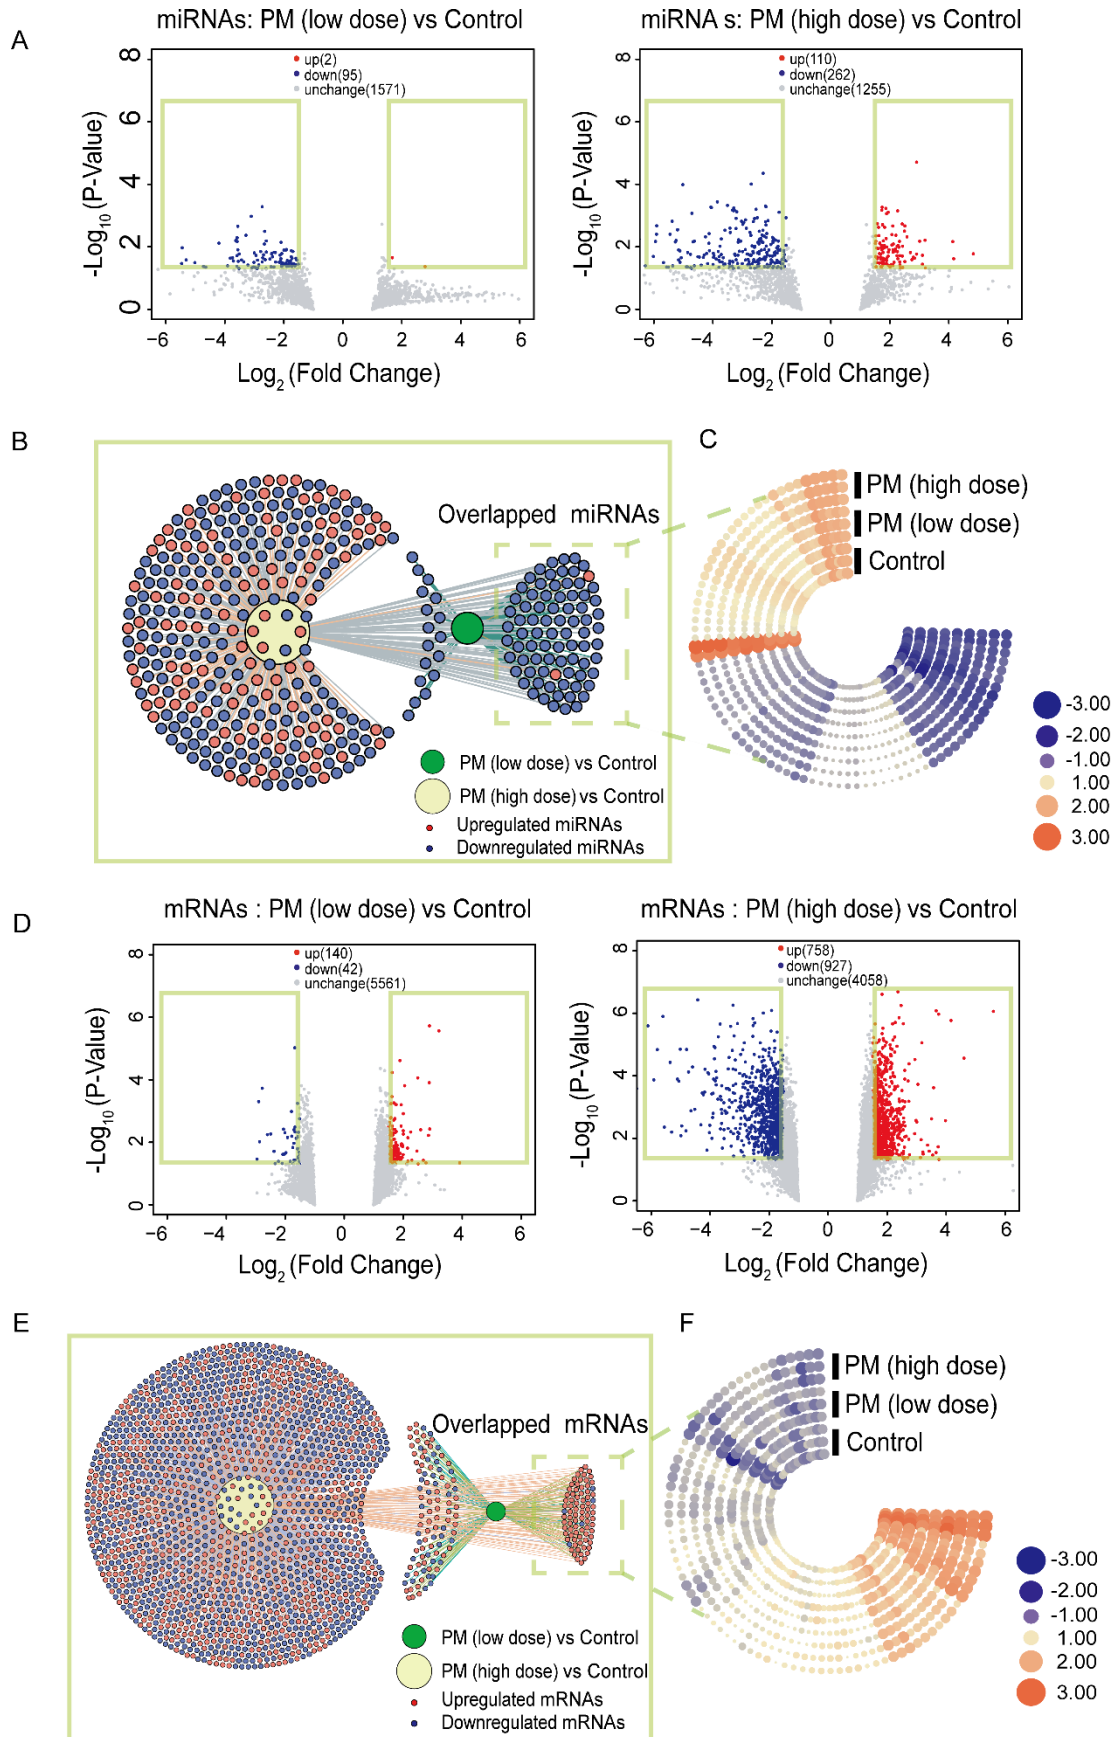 A
miRNAs: PM (low dose) vs Control
miRNA s: PM (high dose) vs Control
up(2)
down(95)
unchange(1571)
8
6
4
2
0
-Log10 (P-Value)
−6 −4 −2 0 2 4 6
Log2 (Fold Change)
up(110)
down(262)
unchange(1255)
8
6
4
2
0
-Log10 (P-Value)
−6 −4 −2 0 2 4 6
Log2 (Fold Change)
B
Overlapped miRNAs
PM (low dose) vs Control
PM (high dose) vs Control
Upregulated miRNAs
Downregulated miRNAs
C
PM (high dose)
PM (low dose)
Control
-3.00
-2.00
-1.00
1.00
2.00
3.00
D
mRNAs : PM (low dose) vs Control
mRNAs : PM (high dose) vs Control
up(140)
down(42)
unchange(5561)
8
6
4
2
0
-Log10 (P-Value)
−6 −4 −2 0 2 4 6
Log2 (Fold Change)
up(758)
down(927)
unchange(4058)
8
6
4
2
0
-Log10 (P-Value)
−6 −4 −2 0 2 4 6
Log2 (Fold Change)
E
Overlapped mRNAs
PM (low dose) vs Control
PM (high dose) vs Control
Upregulated mRNAs
Downregulated mRNAs
F
PM (high dose)
PM (low dose)
Control
-3.00
-2.00
-1.00
1.00
2.00
3.00